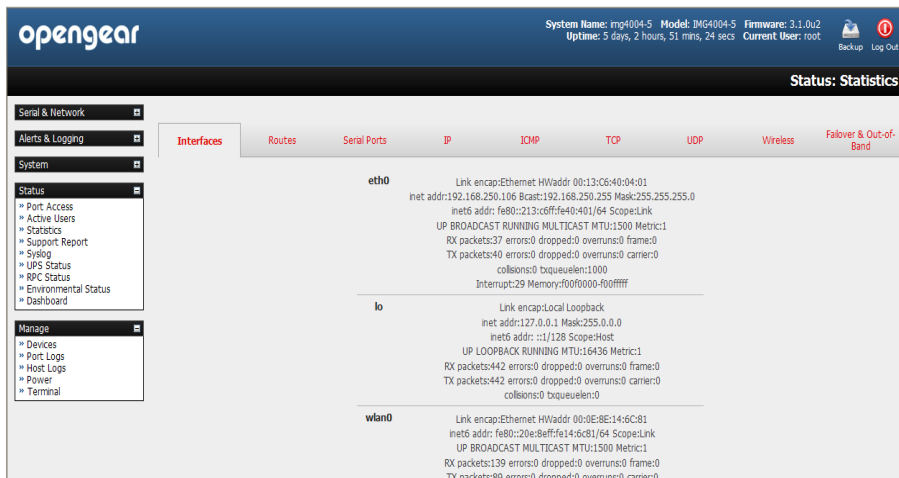 opengear
System Name: img4004-5 Model: IMG4004-5 Firmware: 3.1.0u2
Uptime: 5 days, 2 hours, 51 mins, 24 secs Current User: root
Backup Log Out
Status: Statistics
Serial & Network
Alerts & Logging
System
Status
» Port Access
» Active Users
» Statistics
» Support Report
» Syslog
» UPS Status
» RPC Status
» Environmental Status
» Dashboard
Manage
» Devices
» Port Logs
» Host Logs
» Power
» Terminal
Interfaces Routes Serial Ports IP ICMP TCP UDP Wireless Failover & Out-of-
Band
eth0 Link encap:Ethernet HWaddr 00:13:C6:40:04:01
inet addr:192.168.250.106 Bcast:192.168.250.255 Mask:255.255.255.0
inet6 addr: fe80::213:c6ff:fe40:401/64 Scope:Link
UP BROADCAST RUNNING MULTICAST MTU:1500 Metric:1
RX packets:37 errors:0 dropped:0 overruns:0 frame:0
TX packets:40 errors:0 dropped:0 overruns:0 carrier:0
collisions:0 txqueuelen:1000
Interrupt:29 Memory:f00f0000-f00fffff
lo Link encap:Local Loopback
inet addr:127.0.0.1 Mask:255.0.0.0
inet6 addr: ::1/128 Scope:Host
UP LOOPBACK RUNNING MTU:16436 Metric:1
RX packets:442 errors:0 dropped:0 overruns:0 frame:0
TX packets:442 errors:0 dropped:0 overruns:0 carrier:0
collisions:0 txqueuelen:0
wlan0 Link encap:Ethernet HWaddr 00:0E:8E:14:6C:81
inet6 addr: fe80::20e:8eff:fe14:6c81/64 Scope:Link
UP BROADCAST MULTICAST MTU:1500 Metric:1
RX packets:139 errors:0 dropped:0 overruns:0 frame:0
TX packets:89 errors:0 dropped:0 overruns:0 carrier:0